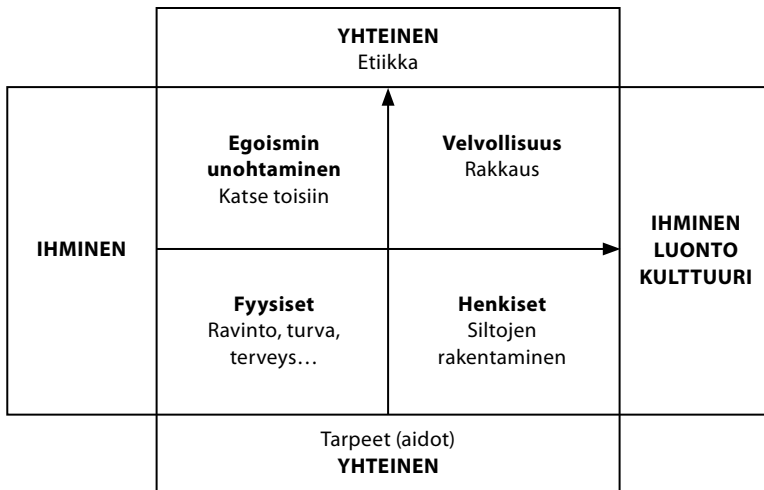 YHTEINEN
Etiikka
Egoismin
unohtaminen
Katse toisiin
Velvollisuus
Rakkaus
IHMINEN
IHMINEN
LUONTO
KULTTUURI
Fyysiset
Ravinto, turva,
terveys…
Henkiset
Siltojen
rakentaminen
Tarpeet (aidot)
YHTEINEN